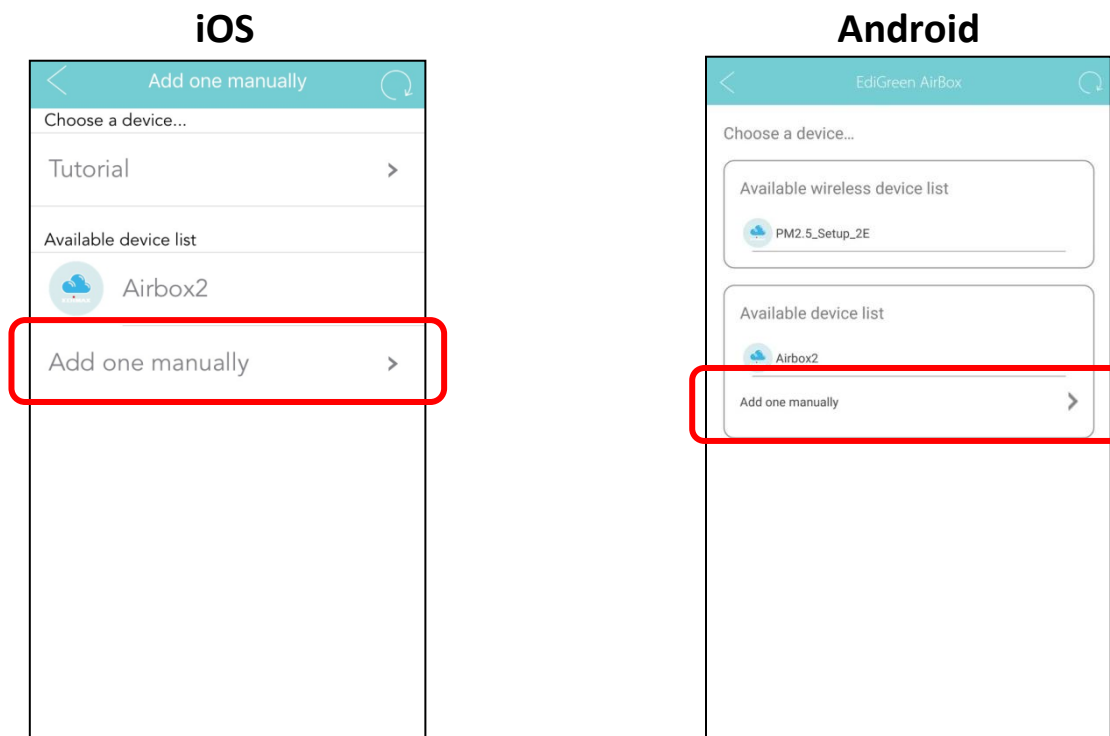 iOS
Add one manually
Choose a device...
Tutorial
Available device list
Airbox2
Add one manually
Android
EdiGreen AirBox
Choose a device...
Available wireless device list
PM2.5_Setup_2E
Available device list
Airbox2
Add one manually